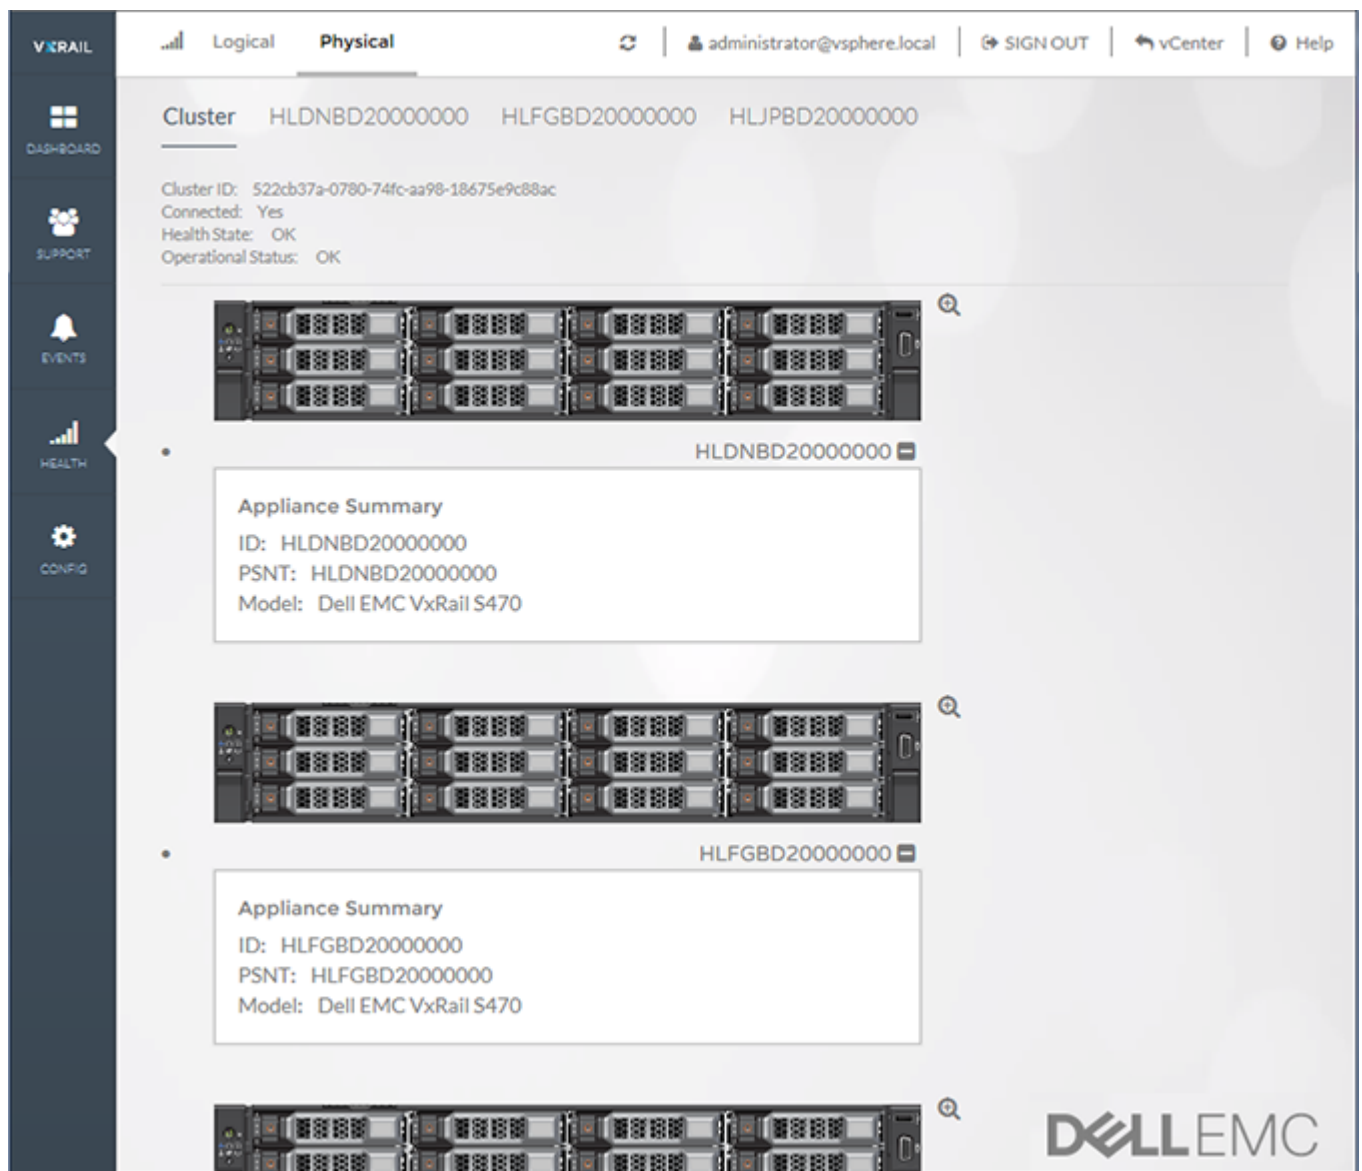 VXRAIL
Logical Physical administrator@vsphere.local SIGN OUT vCenter Help
DASHBOARD
SUPPORT
EVENTS
HEALTH
CONFIG
Cluster HLDNBD20000000 HLFGBD20000000 HLJPBD20000000
Cluster ID: 522cb37a-0780-74fc-aa98-18675e9c88ac
Connected: Yes
Health State: OK
Operational Status: OK
HLDNBD20000000
Appliance Summary
ID: HLDNBD20000000
PSNT: HLDNBD20000000
Model: Dell EMC VxRail S470
HLFGBD20000000
Appliance Summary
ID: HLFGBD20000000
PSNT: HLFGBD20000000
Model: Dell EMC VxRail S470
DELLEMC